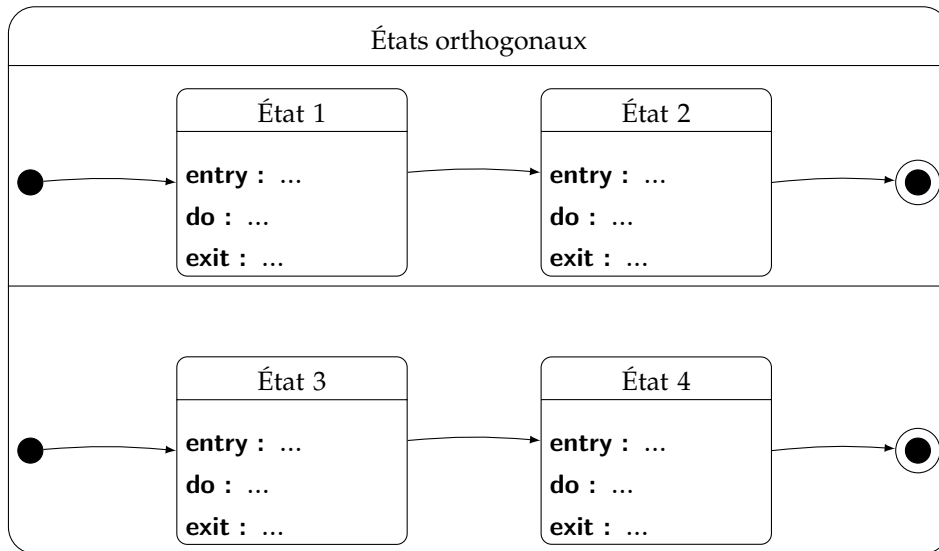 États orthogonaux
État 1
entry : ...
do : ...
exit : ...
État 2
entry : ...
do : ...
exit : ...
État 3
entry : ...
do : ...
exit : ...
État 4
entry : ...
do : ...
exit : ...